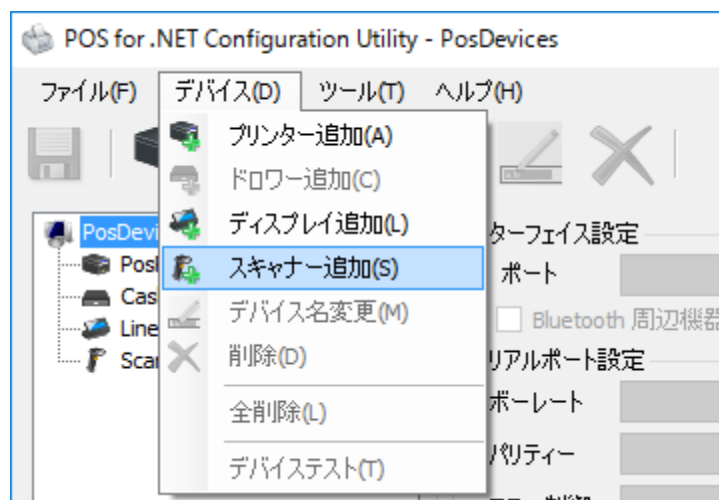 POS for .NET Configuration Utility - PosDevices
ファイル(F) デバイス(D) ツール(T) ヘルプ(H)
プリンター追加(A)
ドロワー追加(C)
ディスプレイ追加(L)
スキャナー追加(S)
デバイス名変更(M)
削除(D)
全削除(L)
デバイステスト(T)
PosDevi
Pos
Cas
Line
Sca
ターフェイス設定
ポート
Bluetooth 周辺機器
リアルポート設定
ボーレート
パリティー